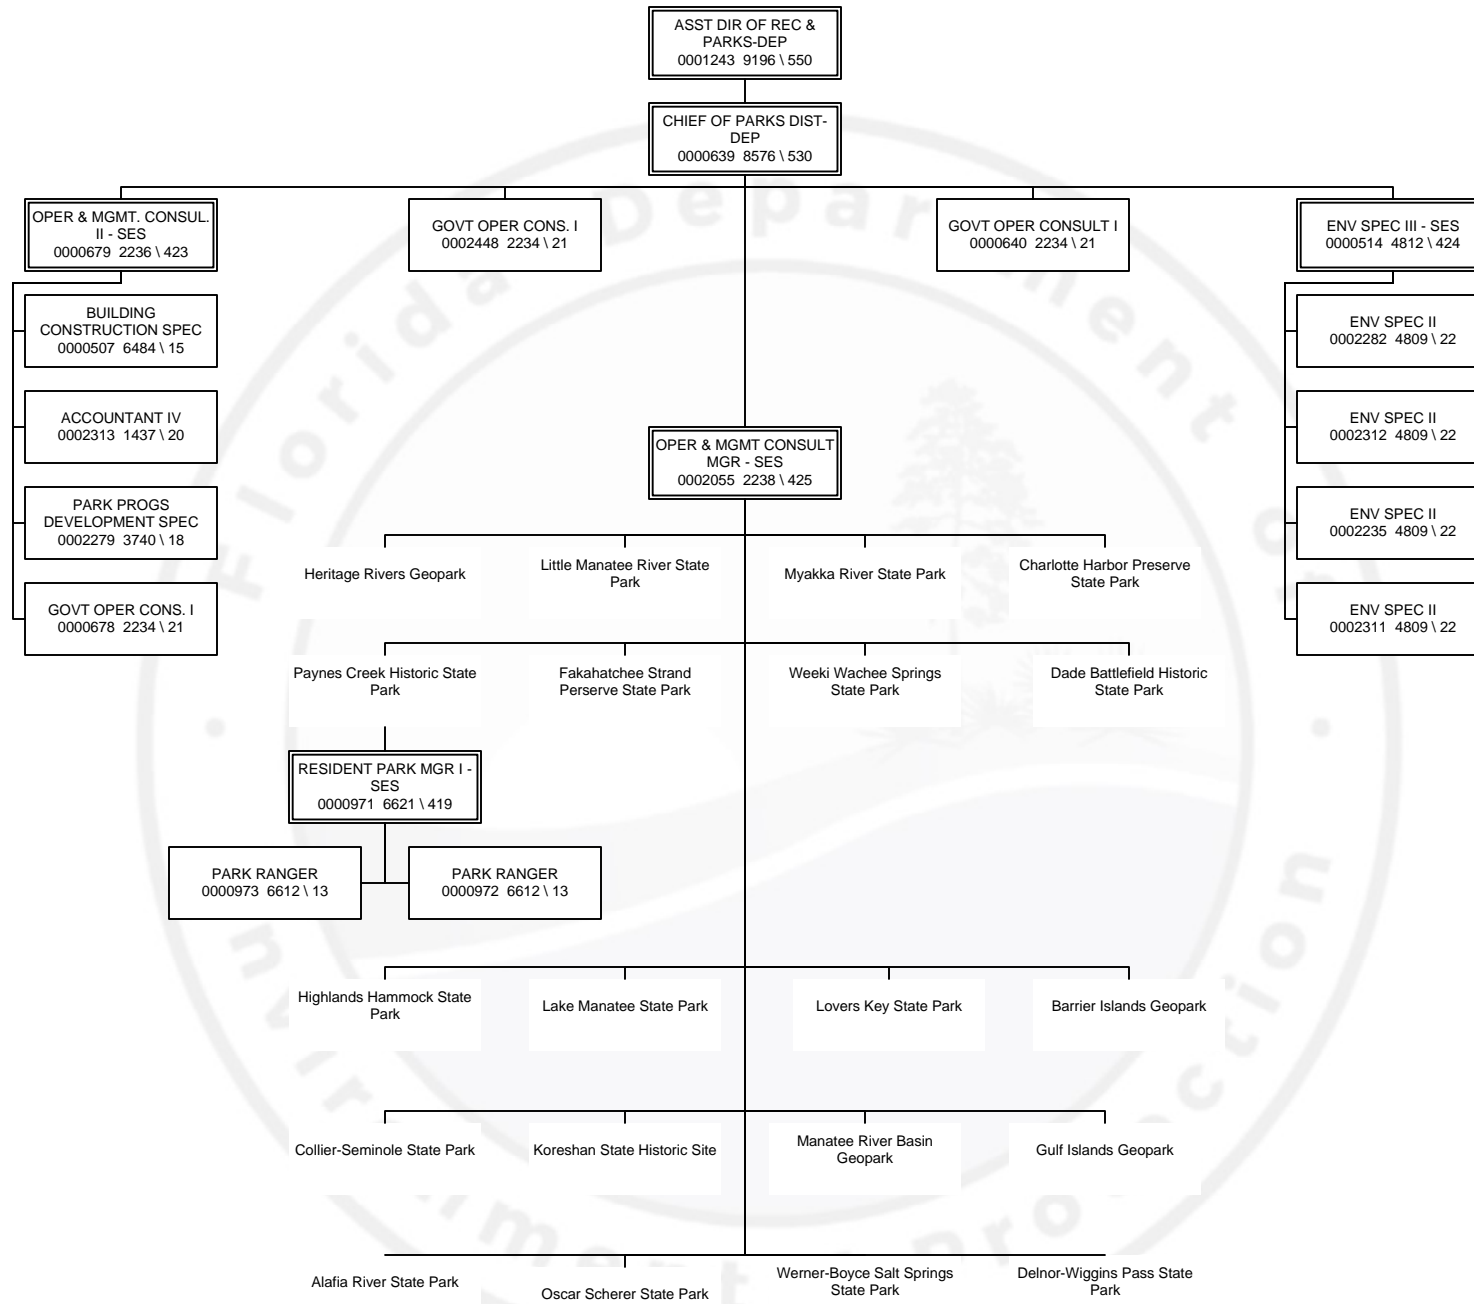 ASST DIR OF REC &
PARKS-DEP
0001243 9196 \ 550
CHIEF OF PARKS DIST-
DEP
0000639 8576 \ 530
OPER & MGMT. CONSUL.
II - SES
0000679 2236 \ 423
GOVT OPER CONS. I
0002448 2234 \ 21
GOVT OPER CONSULT I
0000640 2234 \ 21
ENV SPEC III - SES
0000514 4812 \ 424
BUILDING
CONSTRUCTION SPEC
0000507 6484 \ 15
ACCOUNTANT IV
0002313 1437 \ 20
PARK PROGS
DEVELOPMENT SPEC
0002279 3740 \ 18
GOVT OPER CONS. I
0000678 2234 \ 21
ENV SPEC II
0002282 4809 \ 22
ENV SPEC II
0002312 4809 \ 22
ENV SPEC II
0002235 4809 \ 22
ENV SPEC II
0002311 4809 \ 22
OPER & MGMT CONSULT
MGR - SES
0002055 2238 \ 425
Heritage Rivers Geopark
Little Manatee River State
Park
Myakka River State Park
Charlotte Harbor Preserve
State Park
Paynes Creek Historic State
Park
Fakahatchee Strand
Perserve State Park
Weeki Wachee Springs
State Park
Dade Battlefield Historic
State Park
RESIDENT PARK MGR I -
SES
0000971 6621 \ 419
PARK RANGER
0000973 6612 \ 13
PARK RANGER
0000972 6612 \ 13
Highlands Hammock State
Park
Lake Manatee State Park
Lovers Key State Park
Barrier Islands Geopark
Collier-Seminole State Park
Koreshan State Historic Site
Manatee River Basin
Geopark
Gulf Islands Geopark
Alafia River State Park
Oscar Scherer State Park
Werner-Boyce Salt Springs
State Park
Delnor-Wiggins Pass State
Park
Florida Department of
Environmental Protection